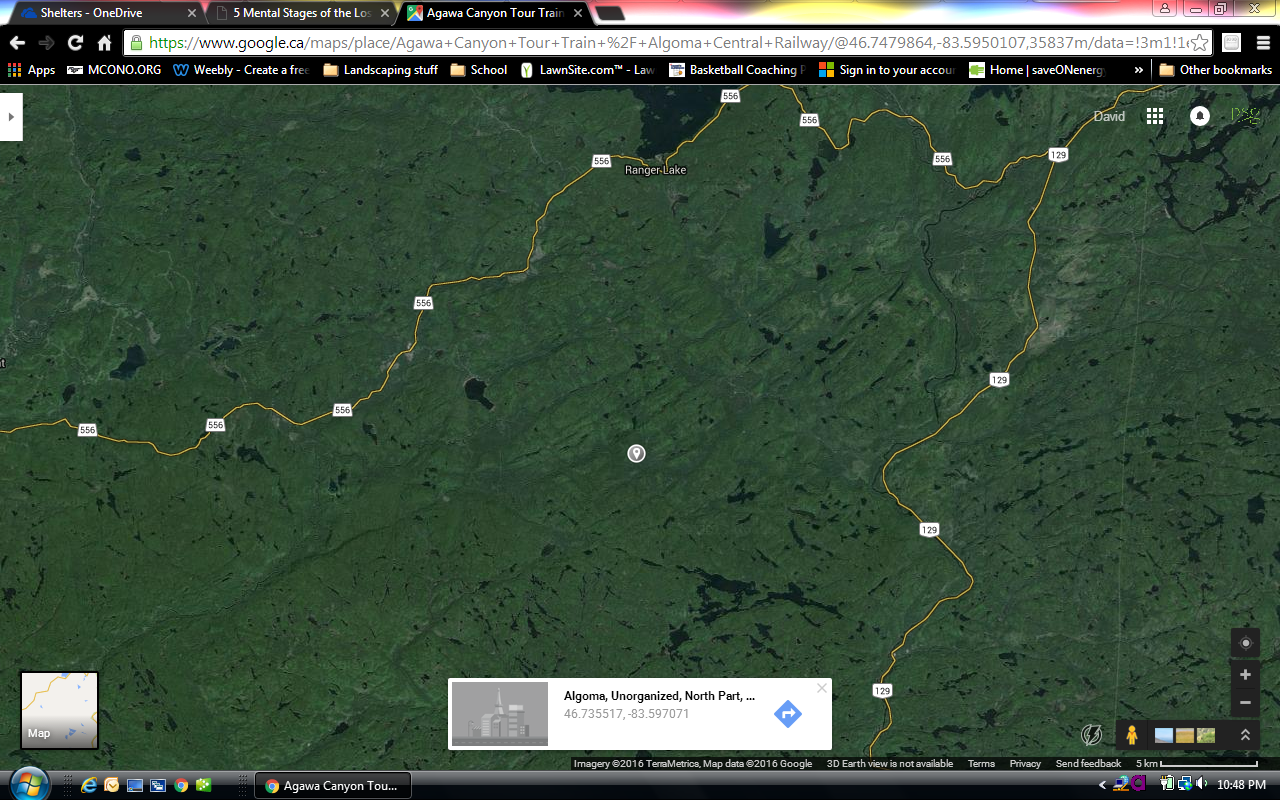 Shelters - OneDrive
5 Mental Stages of the Los
Agawa Canyon Tour Train
https://www.google.ca/maps/place/Agawa+Canyon+Tour+Train+%2F+Algoma+Central+Railway/@46.7479864,-83.5950107,35837m/data=!3m1!1e
Apps
MCONO.ORG
Weebly - Create a free
Landscaping stuff
School
LawnSite.com™ - Law
Basketball Coaching P
Sign in to your accou
Home | saveONenergy
»
Other bookmarks
David
556
556
556
556
129
Ranger Lake
556
129
556
556
556
129
129
Algoma, Unorganized, North Part, ...
46.735517, -83.597071
Map
Imagery ©2016 TerraMetrics, Map data ©2016 Google
3D Earth view is not available
Terms
Privacy
Send feedback
5 km
Agawa Canyon Tou...
10:48 PM